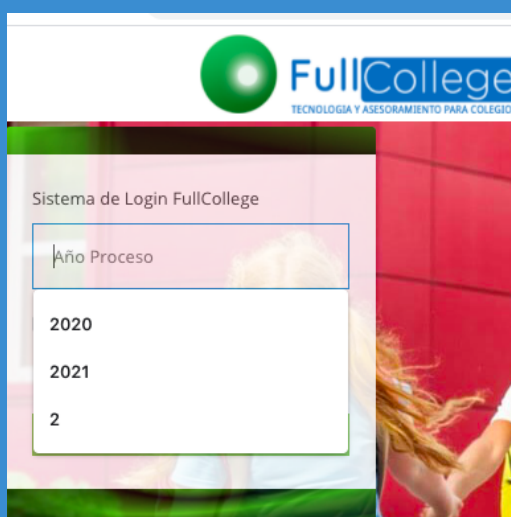 FullCollege
TECNOLOGIA Y ASESORAMIENTO PARA COLEGIO
Sistema de Login FullCollege
Año Proceso
2020
2021
2